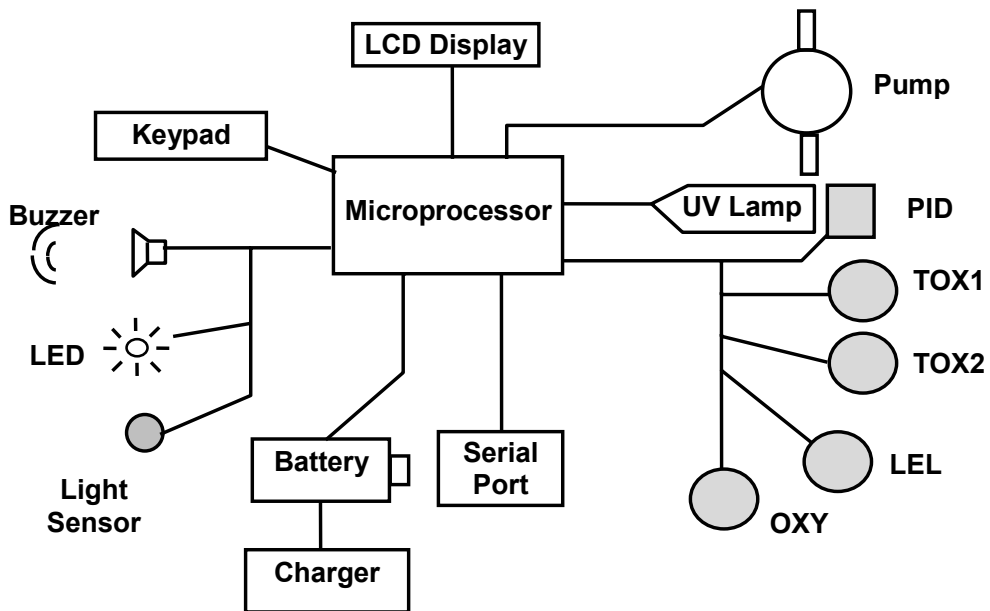 LCD Display
Pump
Keypad
Microprocessor
UV Lamp
PID
Buzzer
TOX1
LED
TOX2
Battery
Serial
Port
LEL
Light
Sensor
OXY
Charger